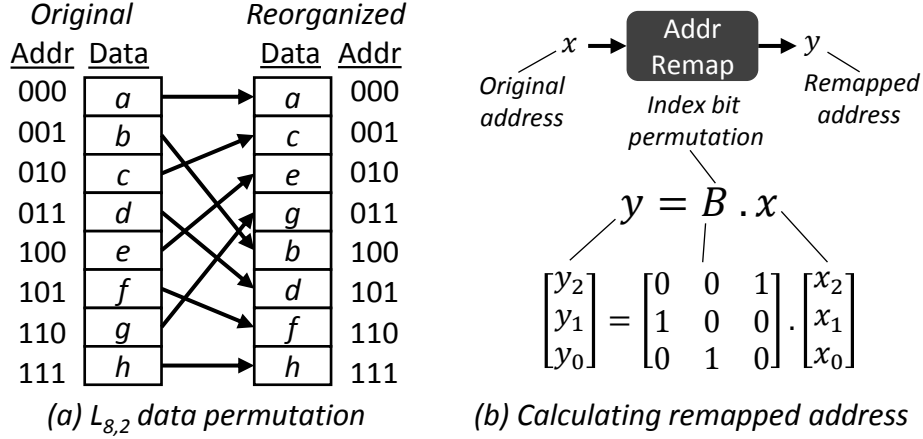 Original Reorganized
Addr Data Data Addr
000 a a 000
001 b c 001
010 c e 010
011 d g 011
100 e b 100
101 f d 101
110 g f 110
111 h h 111
(a) L8,2 data permutation
x Addr Remap y
Original address
Remapped address
Index bit permutation
y = B . x
[y2] [0 0 1] [x2]
[y1] = [1 0 0] . [x1]
[y0] [0 1 0] [x0]
(b) Calculating remapped address